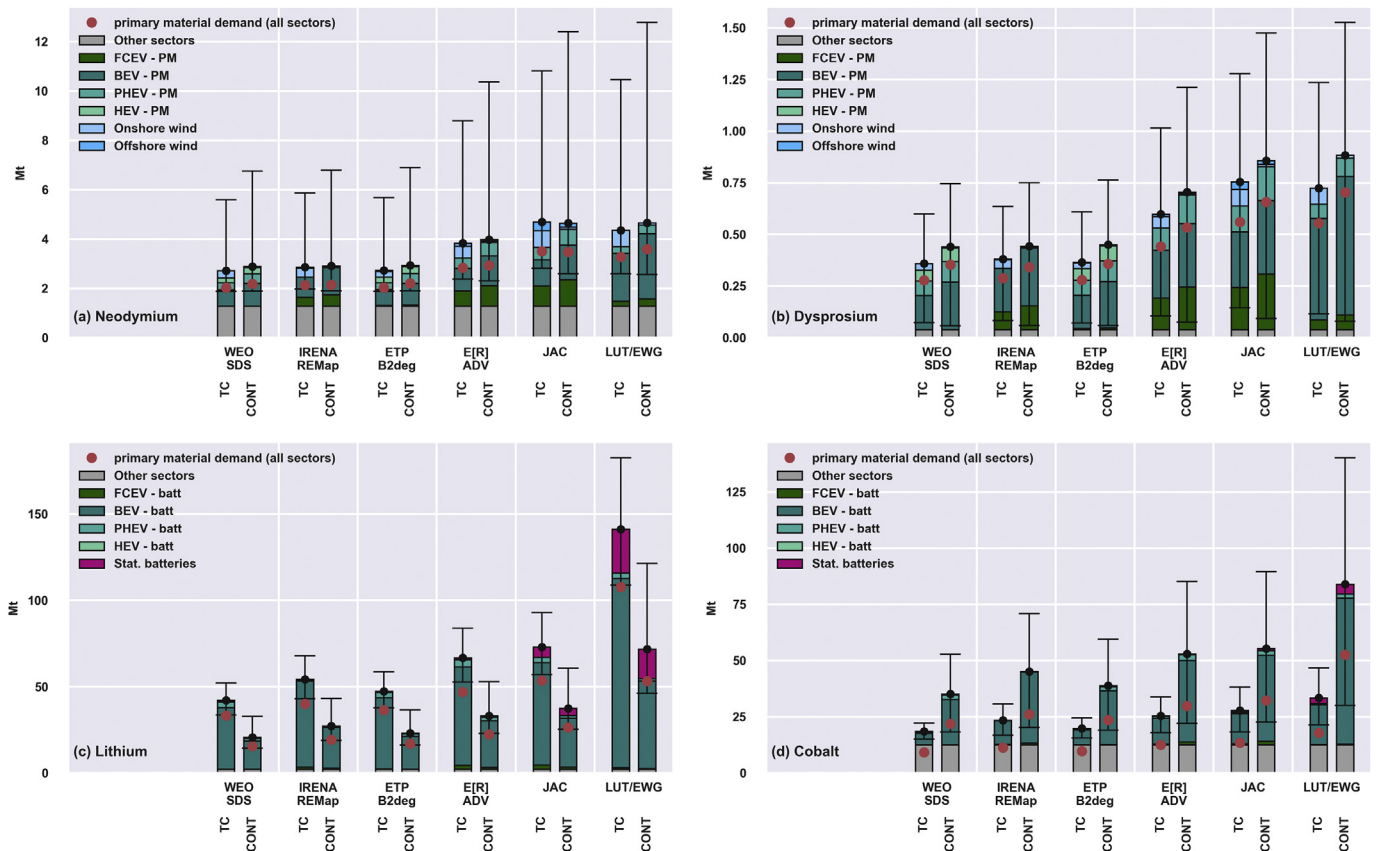 primary material demand (all sectors)
Other sectors
FCEV - PM
BEV - PM
PHEV - PM
HEV - PM
Onshore wind
Offshore wind
12
10
8
6
4
2
0
Mt
(a) Neodymium
WEO SDS
IRENA REMap
ETP B2deg
E[R] ADV
JAC
LUT/EWG
TC CONT TC CONT TC CONT TC CONT TC CONT TC CONT
primary material demand (all sectors)
Other sectors
FCEV - PM
BEV - PM
PHEV - PM
HEV - PM
Onshore wind
Offshore wind
1.50
1.25
1.00
0.75
0.50
0.25
0.00
Mt
(b) Dysprosium
WEO SDS
IRENA REMap
ETP B2deg
E[R] ADV
JAC
LUT/EWG
TC CONT TC CONT TC CONT TC CONT TC CONT TC CONT
primary material demand (all sectors)
Other sectors
FCEV - batt
BEV - batt
PHEV - batt
HEV - batt
Stat. batteries
150
100
50
0
Mt
(c) Lithium
WEO SDS
IRENA REMap
ETP B2deg
E[R] ADV
JAC
LUT/EWG
TC CONT TC CONT TC CONT TC CONT TC CONT TC CONT
primary material demand (all sectors)
Other sectors
FCEV - batt
BEV - batt
PHEV - batt
HEV - batt
Stat. batteries
125
100
75
50
25
0
Mt
(d) Cobalt
WEO SDS
IRENA REMap
ETP B2deg
E[R] ADV
JAC
LUT/EWG
TC CONT TC CONT TC CONT TC CONT TC CONT TC CONT